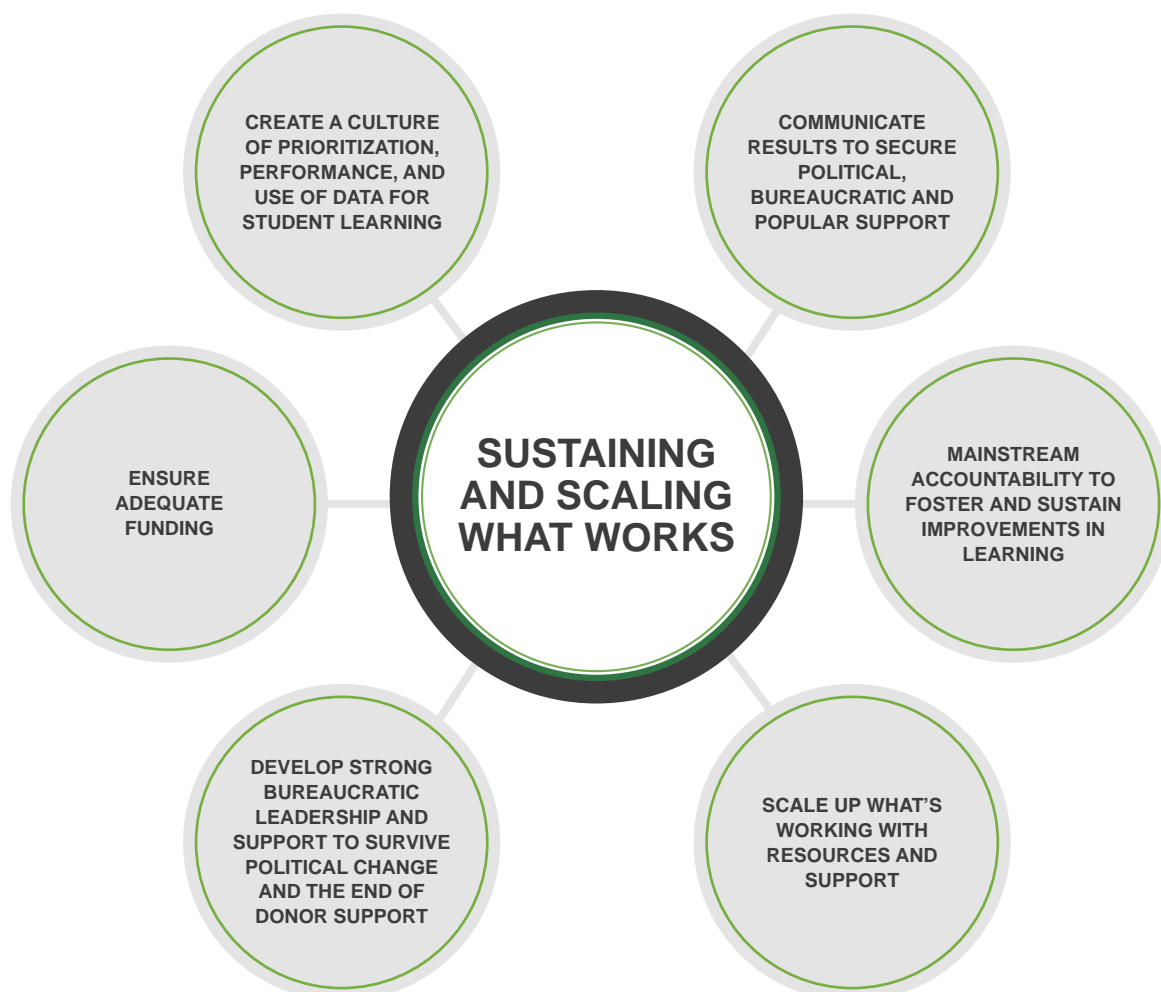 CREATE A CULTURE
OF PRIORITIZATION,
PERFORMANCE, AND
USE OF DATA FOR
STUDENT LEARNING
COMMUNICATE
RESULTS TO SECURE
POLITICAL,
BUREAUCRATIC AND
POPULAR SUPPORT
ENSURE
ADEQUATE
FUNDING
SUSTAINING
AND SCALING
WHAT WORKS
MAINSTREAM
ACCOUNTABILITY TO
FOSTER AND SUSTAIN
IMPROVEMENTS IN
LEARNING
DEVELOP STRONG
BUREAUCRATIC
LEADERSHIP AND
SUPPORT TO SURVIVE
POLITICAL CHANGE
AND THE END OF
DONOR SUPPORT
SCALE UP WHAT’S
WORKING WITH
RESOURCES AND
SUPPORT